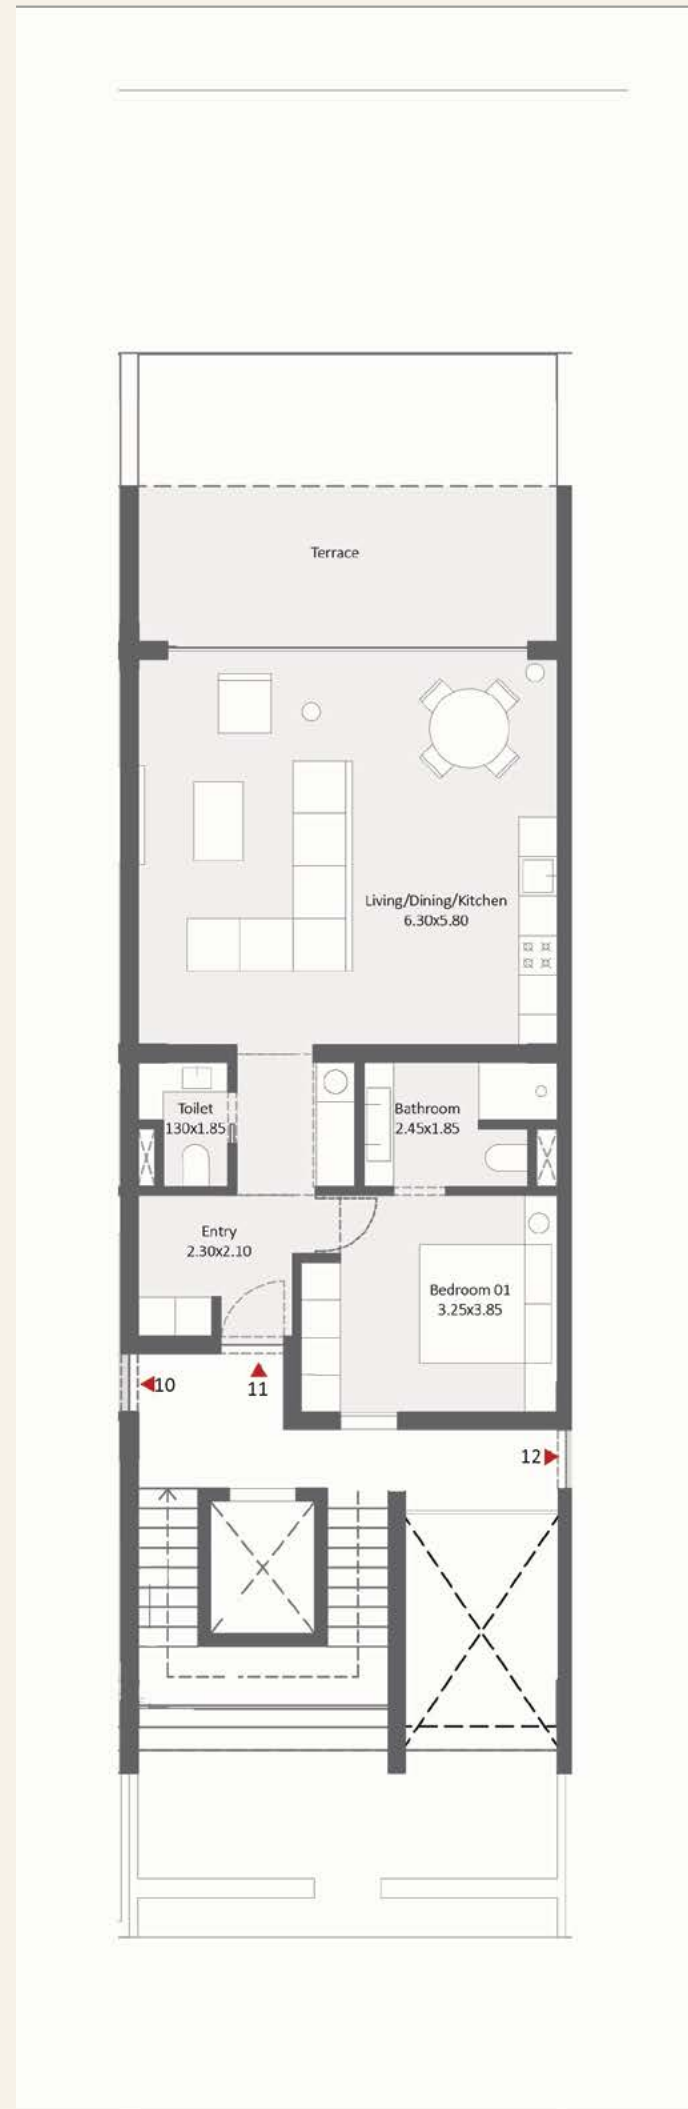 Terrace
Living/Dining/Kitchen
6.30x5.80
Toilet
130x1.85
Bathroom
2.45x1.85
Entry
2.30x2.10
Bedroom 01
3.25x3.85
10
11
12